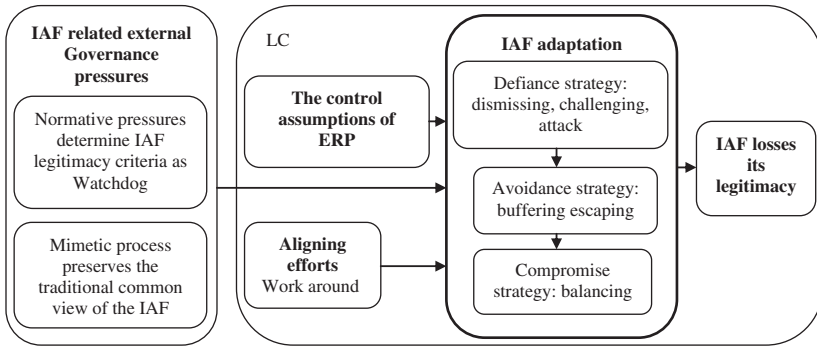 IAF related external
Governance
pressures
Normative pressures
determine IAF
legitimacy criteria as
Watchdog
Mimetic process
preserves the
traditional common
view of the IAF
LC
The control
assumptions of
ERP
Aligning
efforts
Work around
IAF adaptation
Defiance strategy:
dismissing, challenging,
attack
Avoidance strategy:
buffering escaping
Compromise
strategy: balancing
IAF losses
its
legitimacy